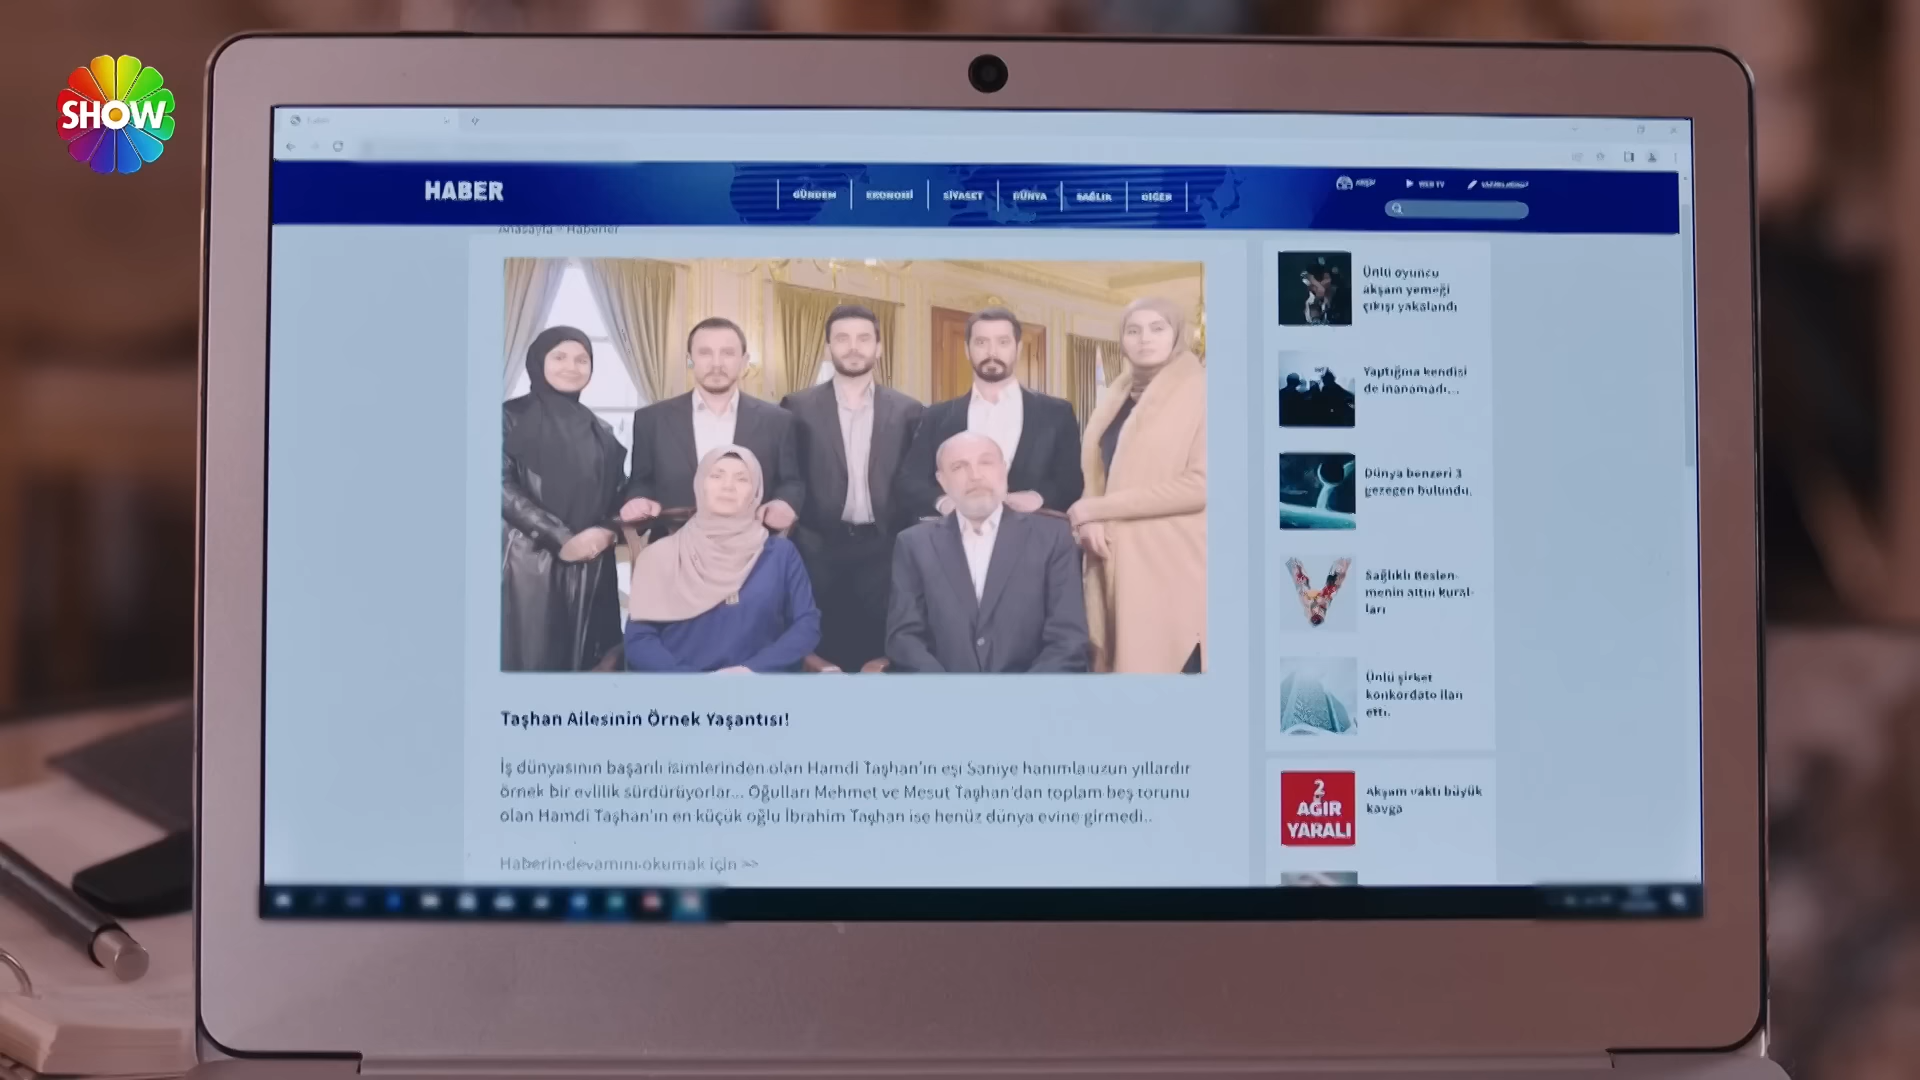 SHOW
HABER
GÜNDEM
EKONOMİ
SİYASET
DÜNYA
SAĞLIK
DİĞER
WEB TV
Anasayfa - Haberler
Taşhan Ailesinin Örnek Yaşantısı!
İş dünyasının başarılı isimlerinden olan Hamdi Taşhan'ın eşi Saniye hanımla uzun yıllardır
örnek bir evlilik sürdürüyorlar... Oğulları Mehmet ve Mesut Taşhan'dan toplam beş torunu
olan Hamdi Taşhan'ın en küçük oğlu İbrahim Taşhan ise henüz dünya evine girmedi..
Haberin devamını okumak için >>
Ünlü oyuncu
akşam yemeği
çıkışı yakalandı
Yaptığına kendisi
de inanamadı...
Dünya benzeri 3
gezegen bulundu.
Sağlıklı Beslen-
menin altın kural-
ları
Ünlü şirket
konkordato ilan
etti.
2
AĞIR
YARALI
Akşam vakti büyük
kavga